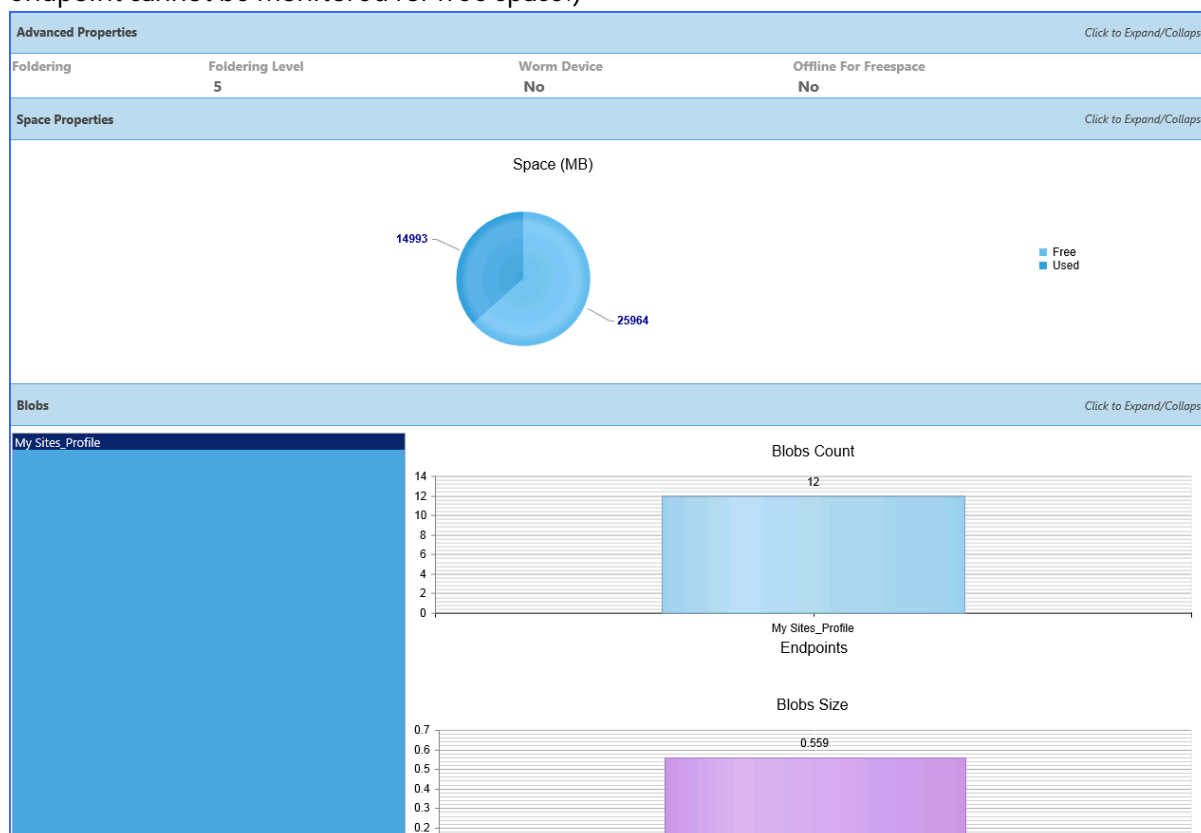 Advanced Properties Click to Expand/Collaps
Foldering Foldering Level Worm Device Offline For Freespace
5 No No
Space Properties Click to Expand/Collaps
Space (MB)
14993
Free
Used
25964
Blobs Click to Expand/Collaps
My Sites_Profile
Blobs Count
14
12
12
10
8
6
4
2
0
My Sites_Profile
Endpoints
Blobs Size
0.7
0.559
0.6
0.5
0.4
0.3
0.2